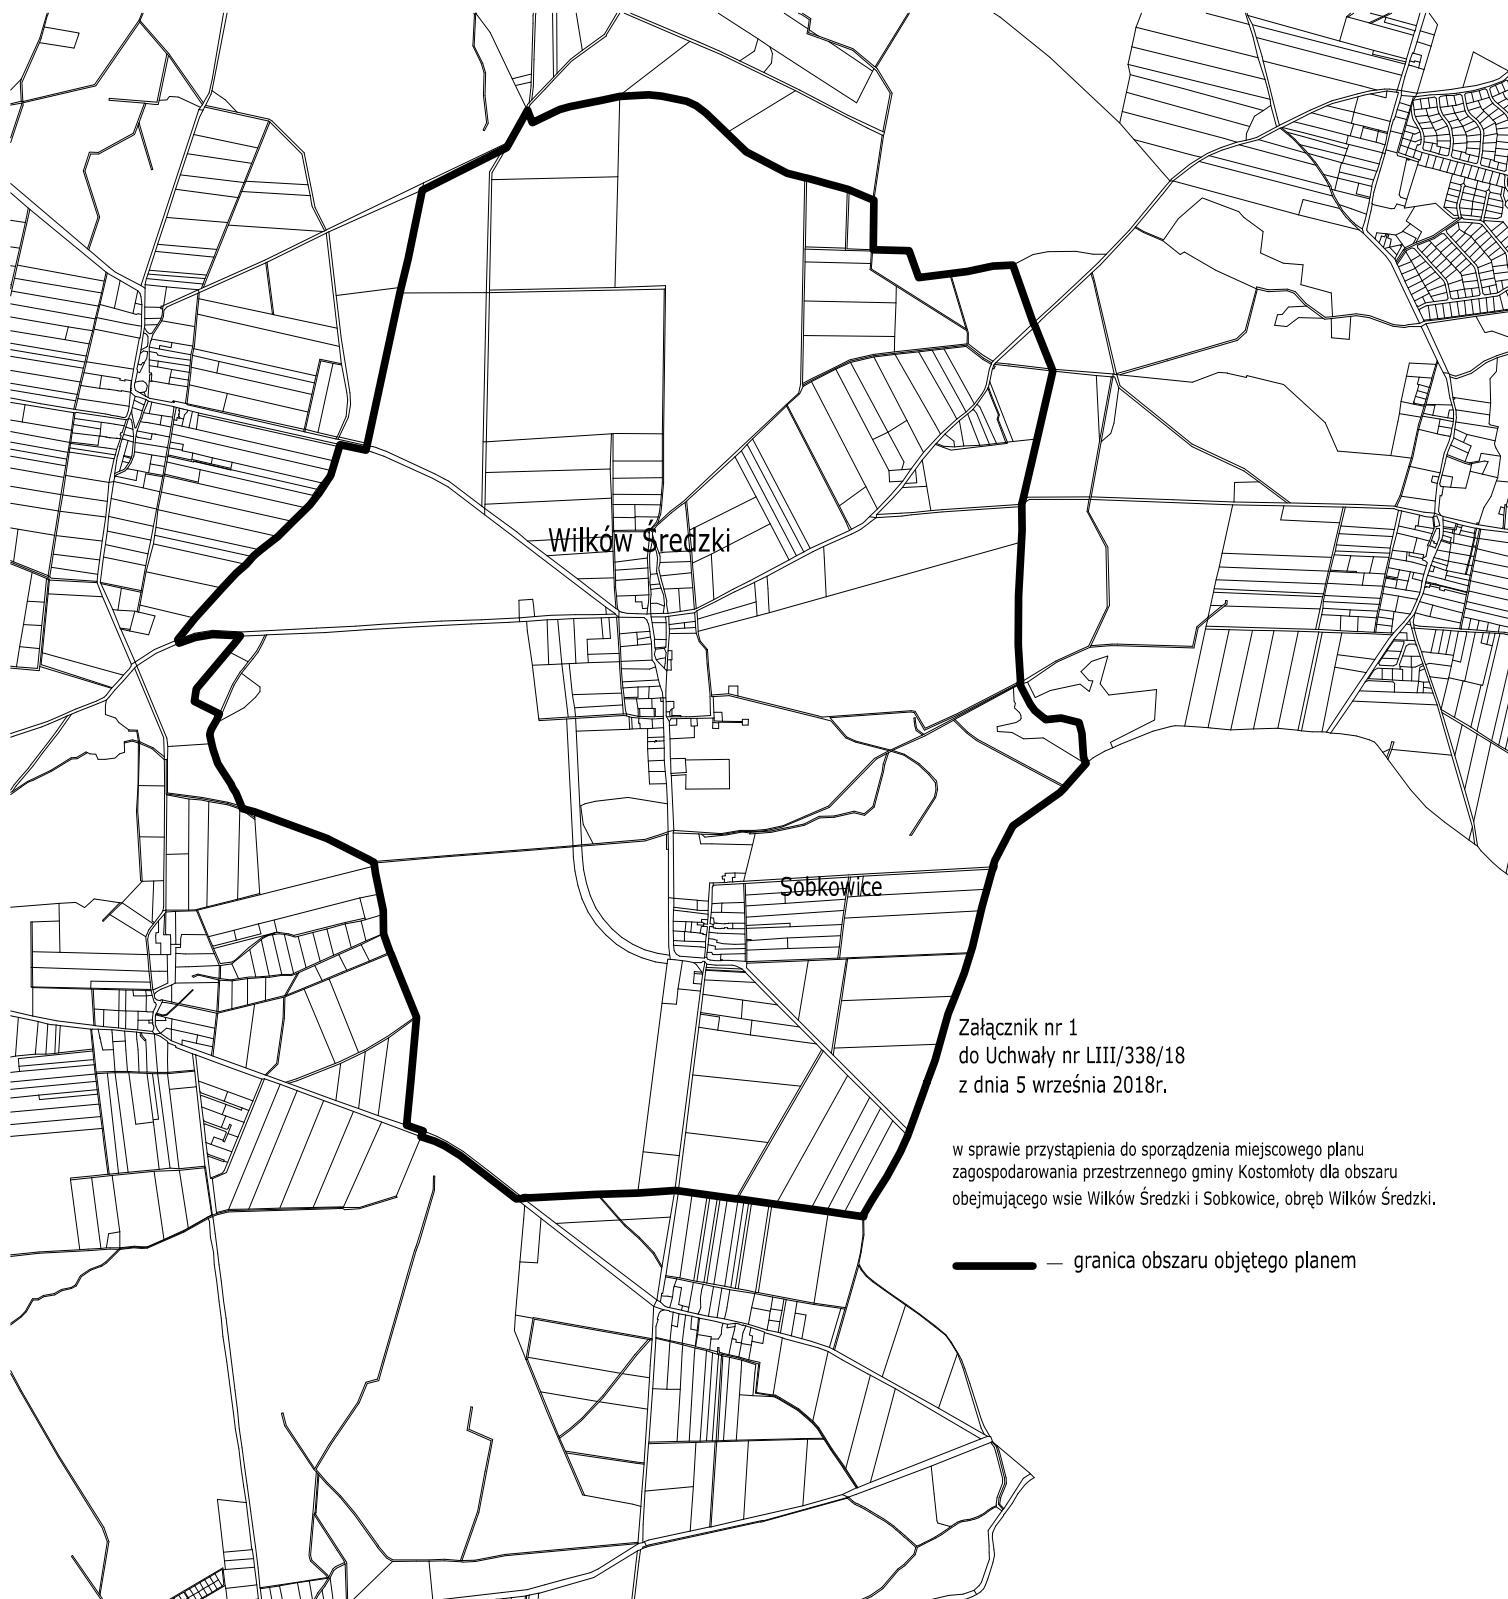 Wilków Średzki
Sobkowice
Załącznik nr 1
do Uchwały nr LIII/338/18
z dnia 5 września 2018r.
w sprawie przystąpienia do sporządzenia miejscowego planu
zagospodarowania przestrzennego gminy Kostomłoty dla obszaru
obejmującego wsie Wilków Średzki i Sobkowice, obręb Wilków Średzki.
— granica obszaru objętego planem